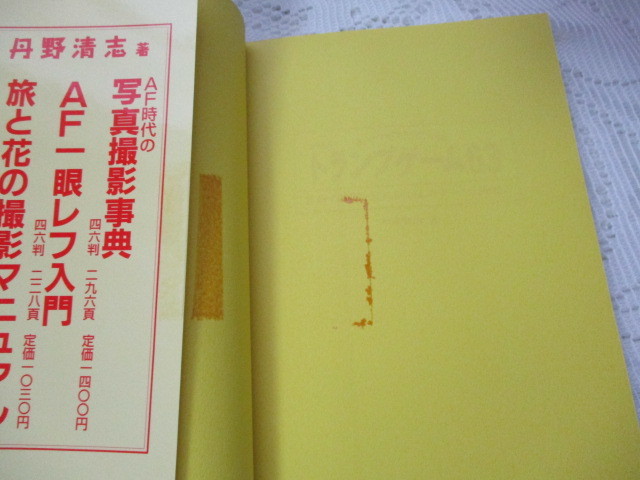 丹野清志 著
AF時代の
写真撮影事典
四六判 二九六頁 定価一四〇〇円
AF一眼レフ入門
四六判 二二八頁 定価一〇三〇円
旅と花の撮影マニュアル